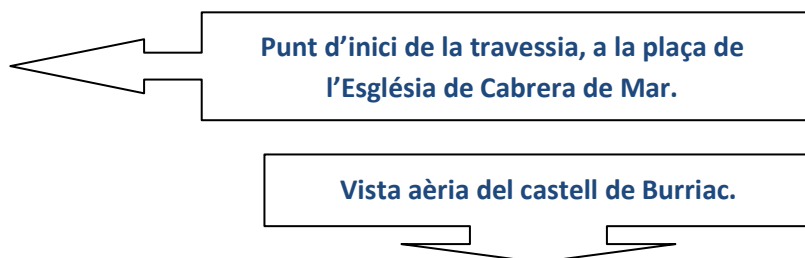 Punt d’inici de la travessia, a la plaça de
l’Església de Cabrera de Mar.
Vista aèria del castell de Burriac.